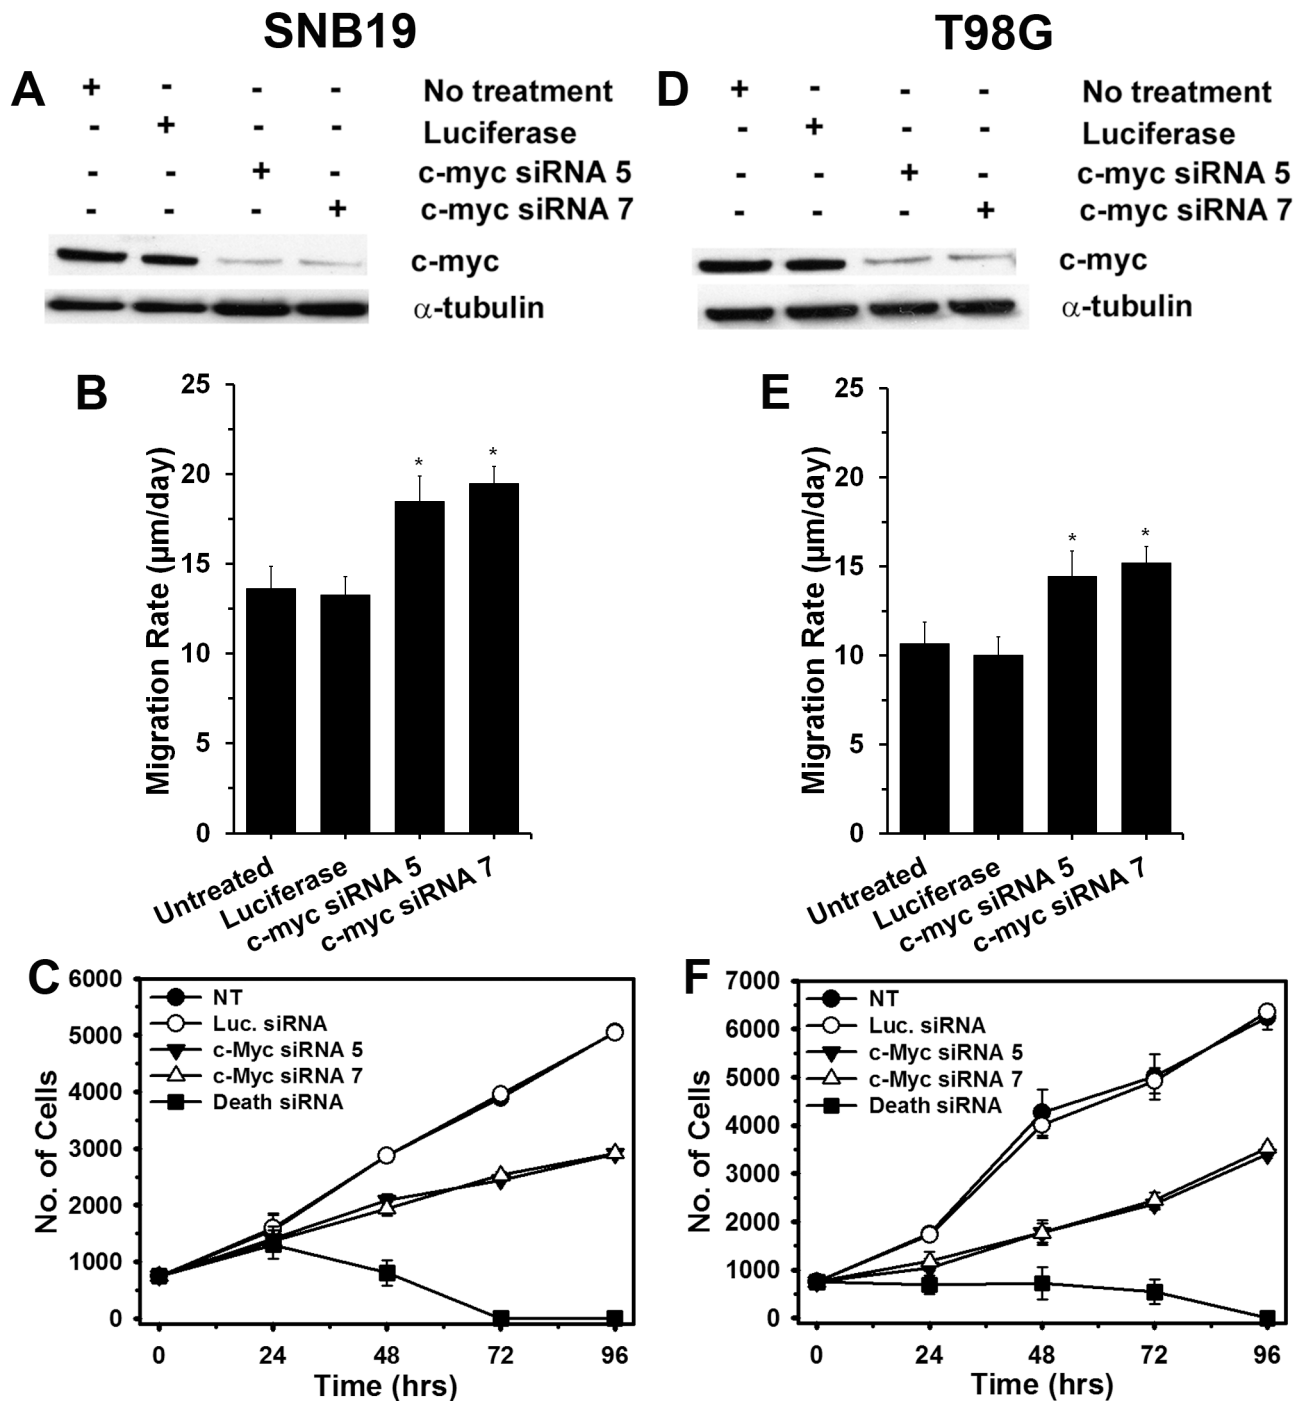 SNB19
T98G
A
+ - - - No treatment
- + - - Luciferase
- - + - c-myc siRNA 5
- - - + c-myc siRNA 7
c-myc
α-tubulin
D
+ - - - No treatment
- + - - Luciferase
- - + - c-myc siRNA 5
- - - + c-myc siRNA 7
c-myc
α-tubulin
B
Migration Rate (µm/day)
25
20
15
10
5
0
* *
Untreated
Luciferase
c-myc siRNA 5
c-myc siRNA 7
E
Migration Rate (µm/day)
25
20
15
10
5
0
* *
Untreated
Luciferase
c-myc siRNA 5
c-myc siRNA 7
C
No. of Cells
6000
5000
4000
3000
2000
1000
0
NT
Luc. siRNA
c-Myc siRNA 5
c-Myc siRNA 7
Death siRNA
0 24 48 72 96
Time (hrs)
F
No. of Cells
7000
6000
5000
4000
3000
2000
1000
0
NT
Luc. siRNA
c-Myc siRNA 5
c-Myc siRNA 7
Death siRNA
0 24 48 72 96
Time (hrs)